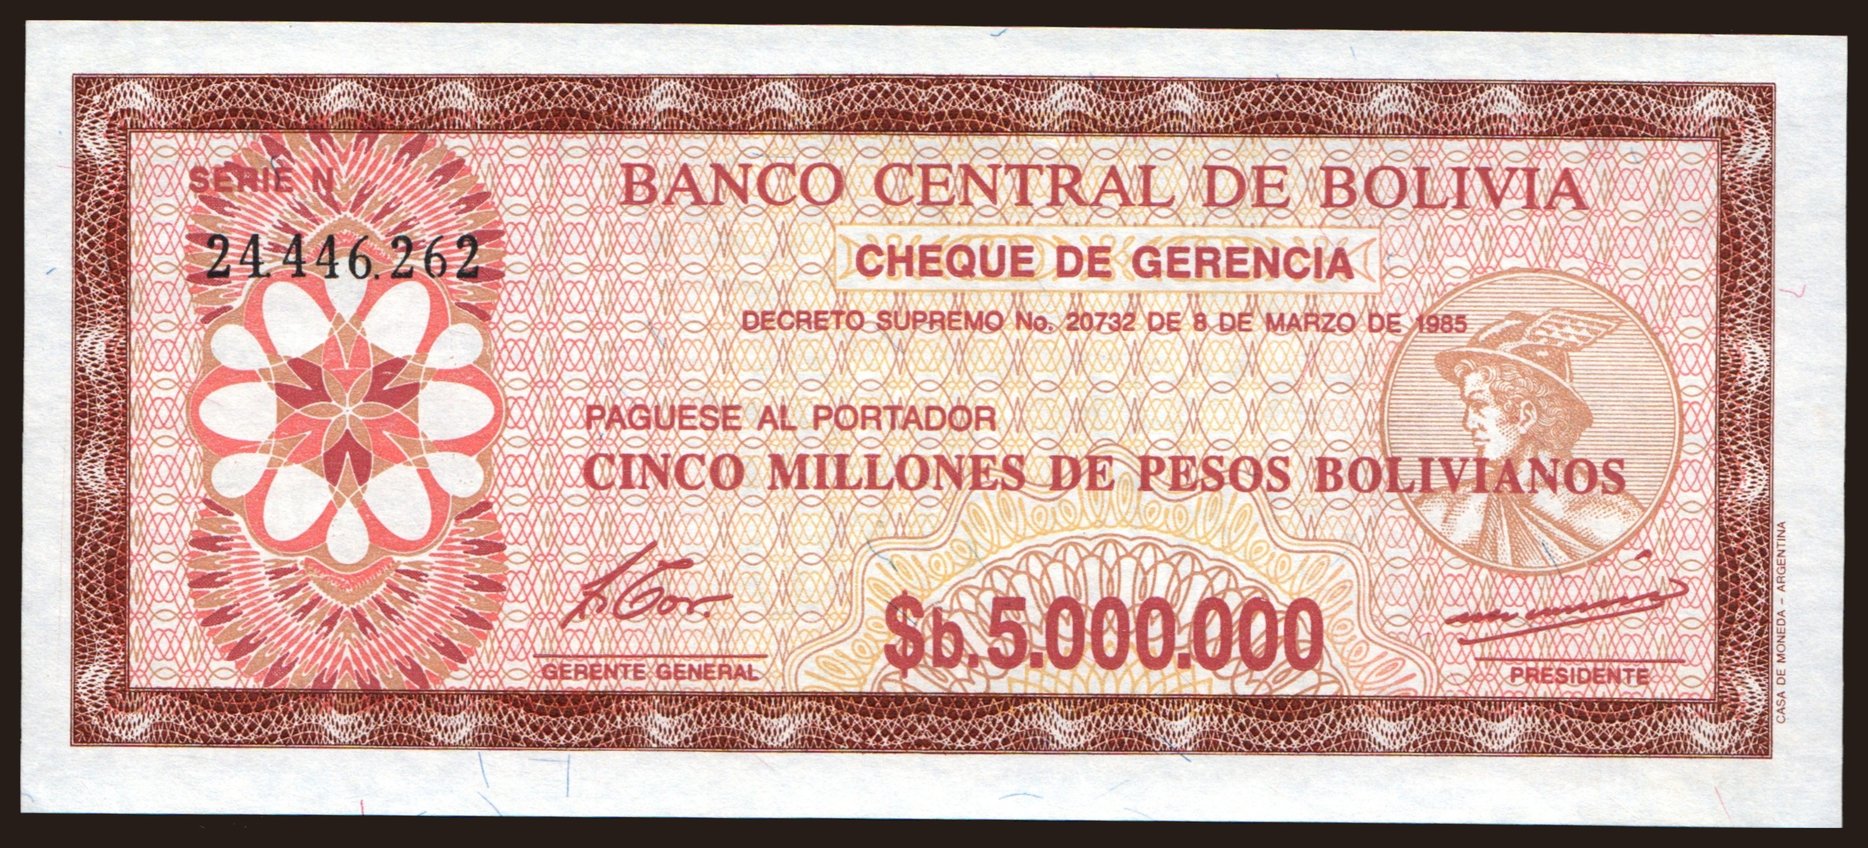 BANCO CENTRAL DE BOLIVIA
SERIE N
24.446.262
CHEQUE DE GERENCIA
DECRETO SUPREMO No. 20732 DE 8 DE MARZO DE 1985
PAGUESE AL PORTADOR
CINCO MILLONES DE PESOS BOLIVIANOS
$b.5.000.000
GERENTE GENERAL
PRESIDENTE
CASA DE MONEDA - ARGENTINA